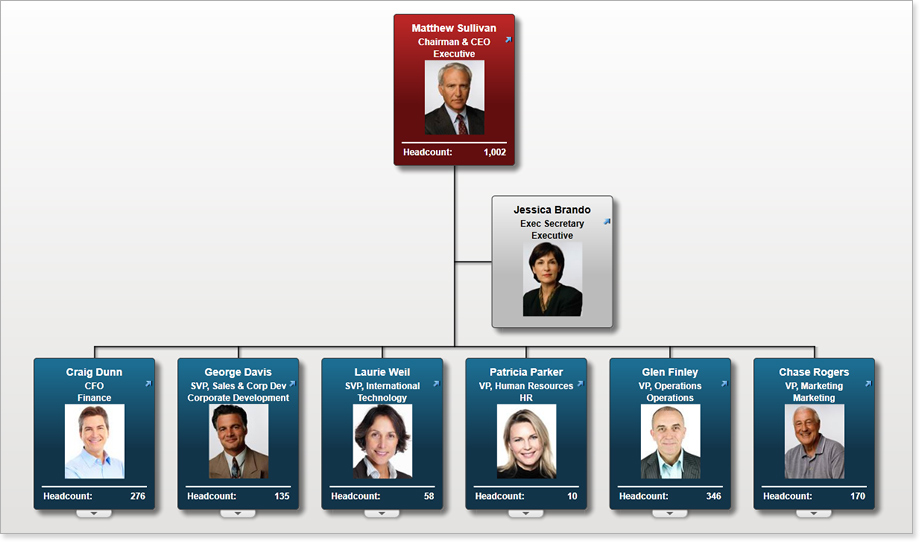 Matthew Sullivan
Chairman & CEO
Executive
Headcount: 1,002
Jessica Brando
Exec Secretary
Executive
Craig Dunn
CFO
Finance
Headcount: 276
George Davis
SVP, Sales & Corp Dev
Corporate Development
Headcount: 135
Laurie Weil
SVP, International
Technology
Headcount: 58
Patricia Parker
VP, Human Resources
HR
Headcount: 10
Glen Finley
VP, Operations
Operations
Headcount: 346
Chase Rogers
VP, Marketing
Marketing
Headcount: 170